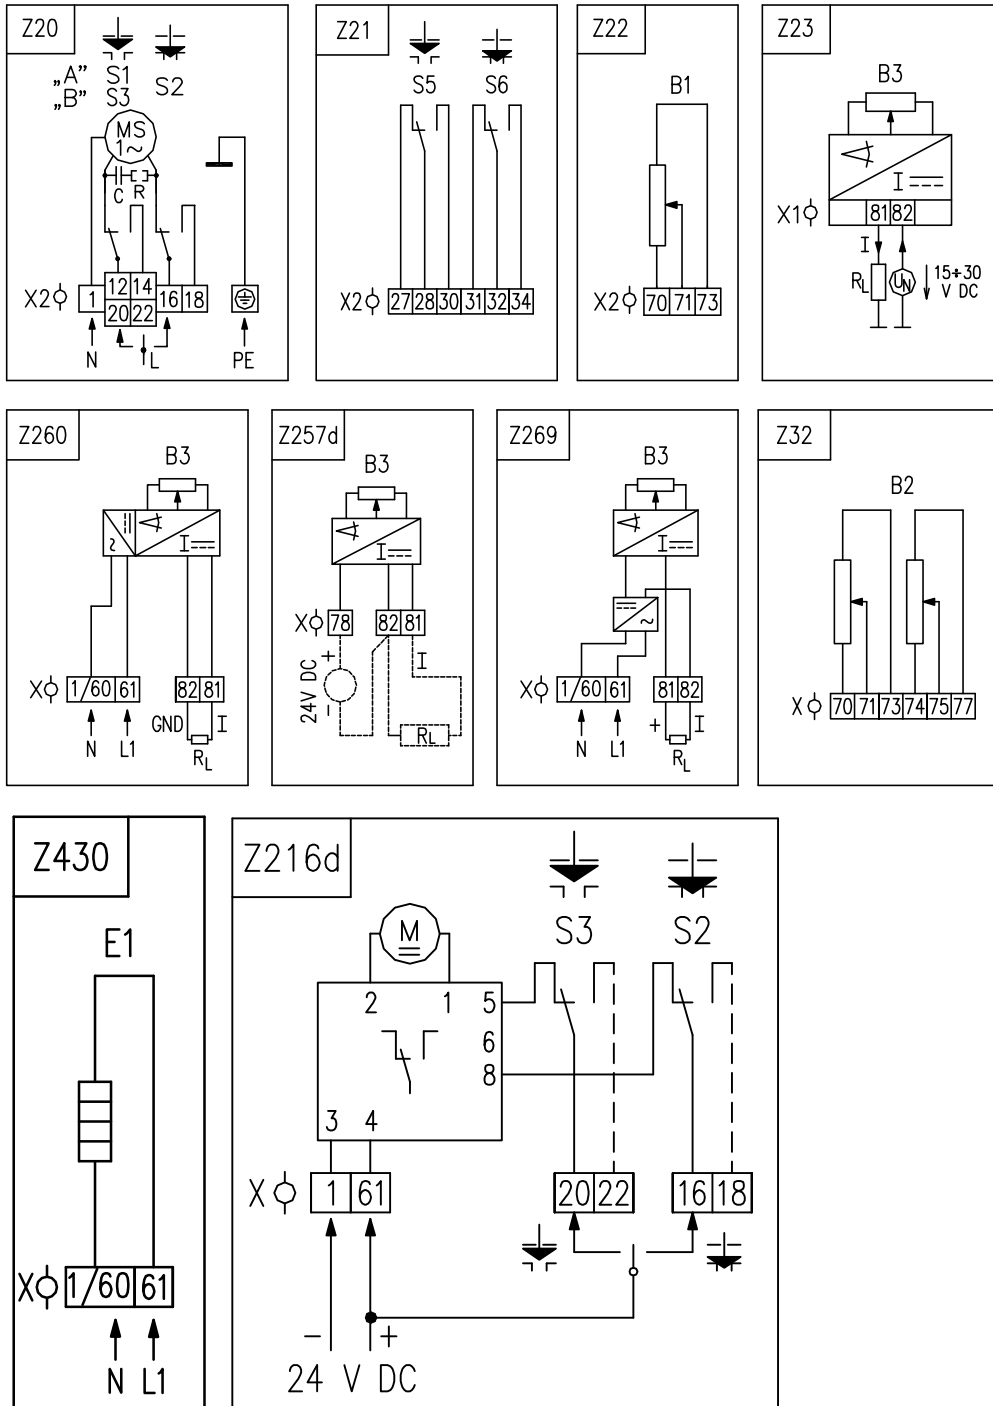 Z20
„A” S1 S2
„B” S3
MS
1~
C R
12 14
X2 1 16 18
20 22
N L PE
Z21
S5 S6
X2 27 28 30 31 32 34
Z22
B1
X2 70 71 73
Z23
B3
I
X1 81 82
I
RL UN 15÷30
V DC
Z260
B3
~ I
X 1/60 61 82 81
GND I
N L1 RL
Z257d
B3
I
X 78 82 81
+ I
24V DC
− RL
Z269
B3
I
~
X 1/60 61 81 82
+ I
N L1 RL
Z32
B2
X 70 71 73 74 75 77
Z430
E1
X 1/60 61
N L1
Z216d
S3 S2
M
2 1 5
6
8
3 4
X 1 61 20 22 16 18
− +
24 V DC